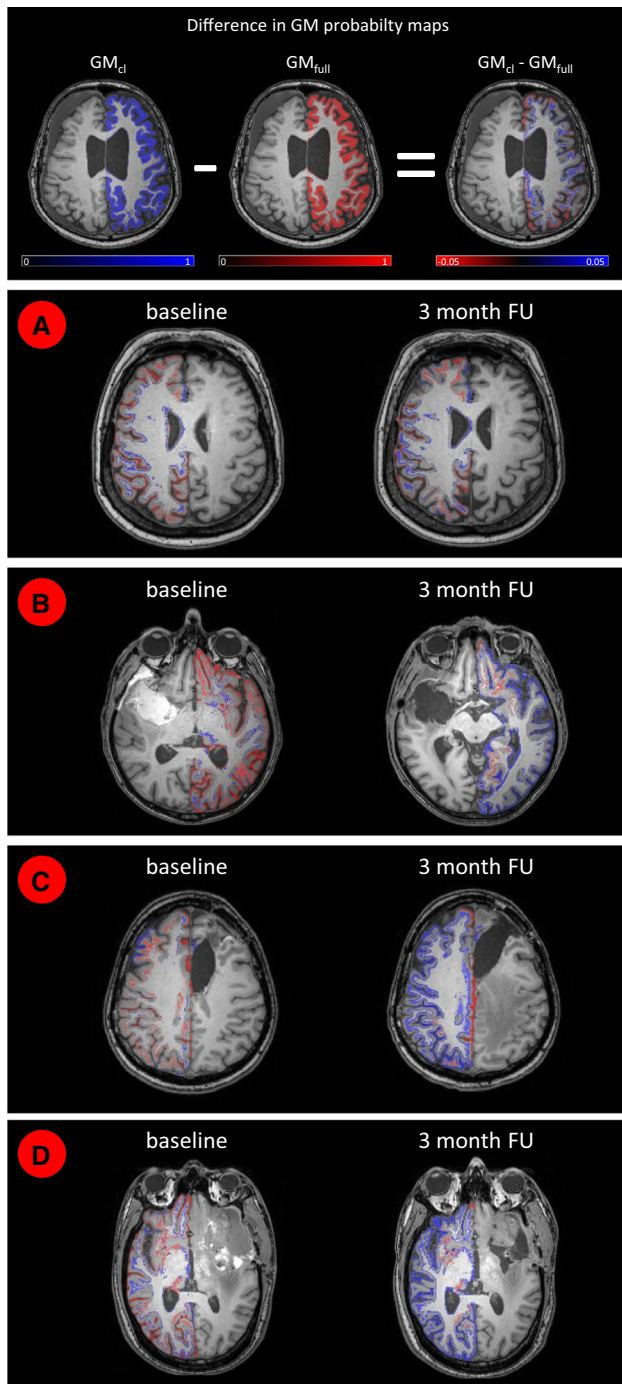 Difference in GM probabilty maps
GMcl
GMfull
GMcl - GMfull
0 1
0 1
-0.05 0.05
A
baseline
3 month FU
B
baseline
3 month FU
C
baseline
3 month FU
D
baseline
3 month FU